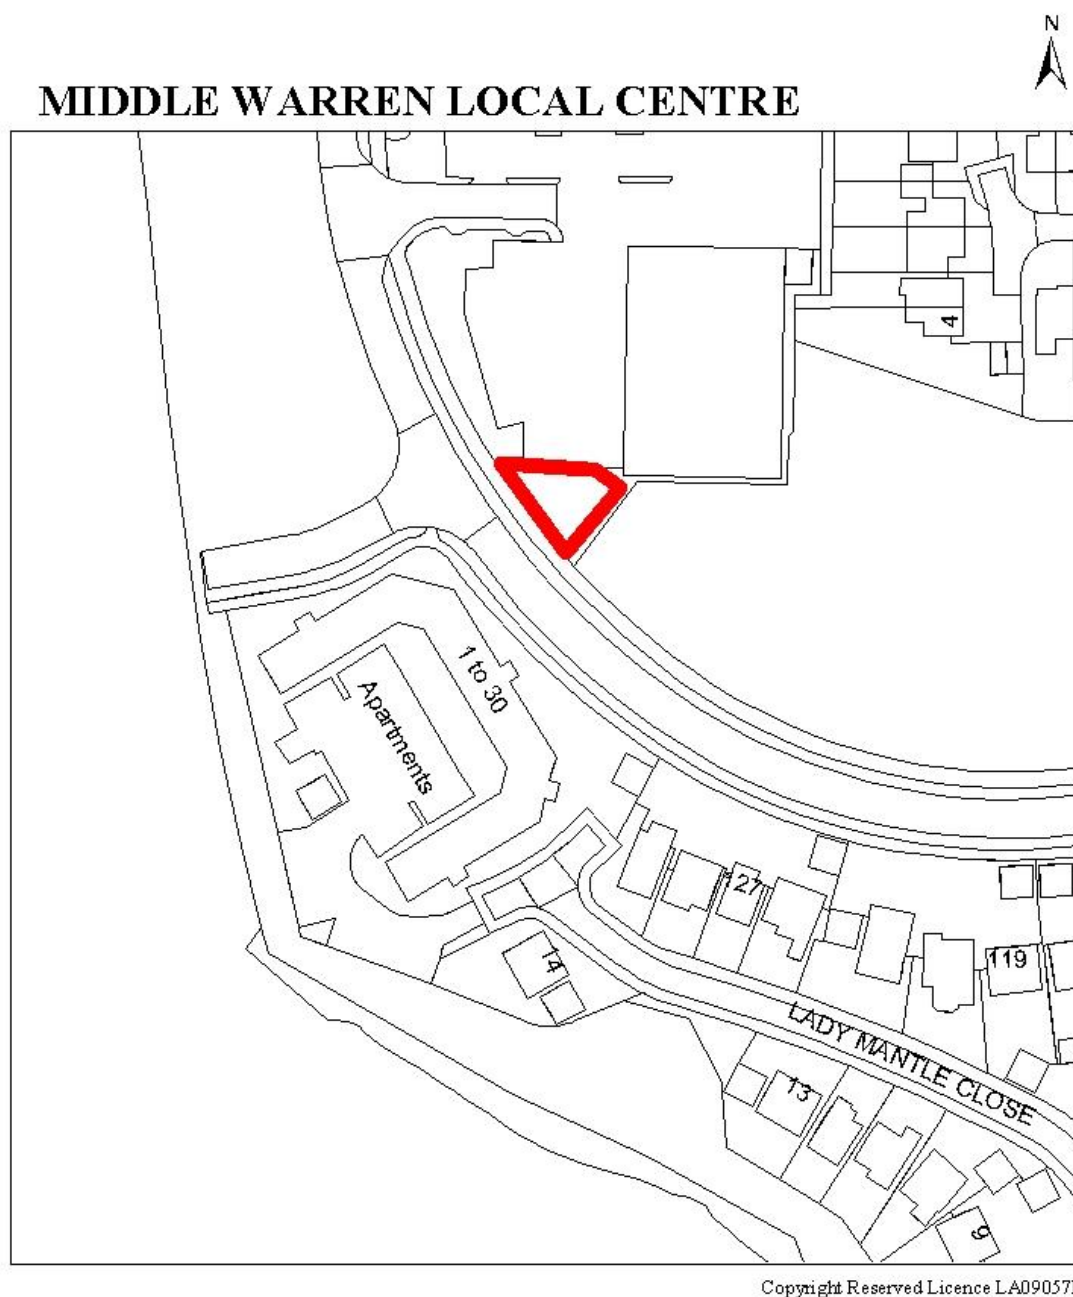 N
MIDDLE WARREN LOCAL CENTRE
4
1 to 30
Apartments
127
119
14
LADY MANTLE CLOSE
13
9
Copyright Reserved Licence LA09057